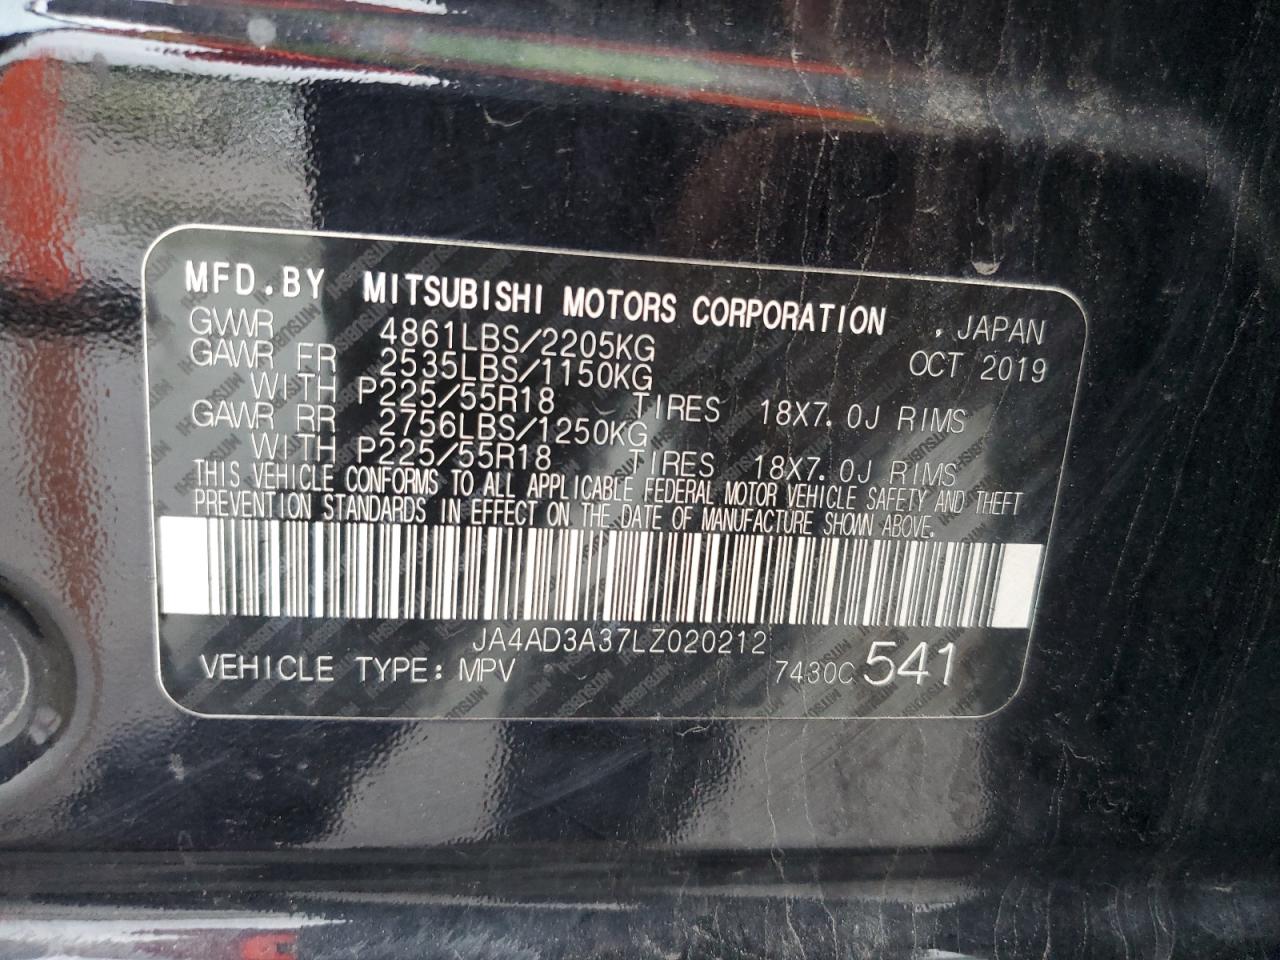 MFD.BY MITSUBISHI MOTORS CORPORATION . JAPAN
GVWR 4861LBS/2205KG OCT 2019
GAWR FR 2535LBS/1150KG
WITH P225/55R18 TIRES 18X7.0J RIMS
GAWR RR 2756LBS/1250KG
WITH P225/55R18 TIRES 18X7.0J RIMS
THIS VEHICLE CONFORMS TO ALL APPLICABLE FEDERAL MOTOR VEHICLE SAFETY AND THEFT
PREVENTION STANDARDS IN EFFECT ON THE DATE OF MANUFACTURE SHOWN ABOVE.
JA4AD3A37LZ020212
VEHICLE TYPE: MPV 7430C 541